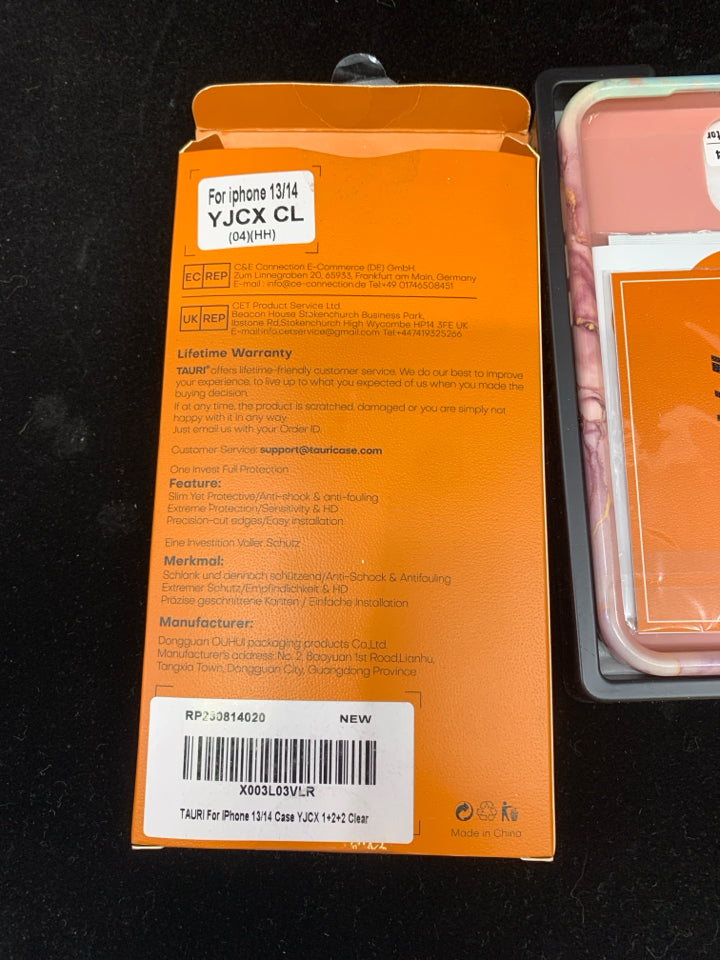 For iphone 13/14
YJCX CL
(04)(HH)
EC REP
C&E Connection E-Commerce (DE) GmbH.
Zum Linnegraben 20, 65933, Frankfurt am Main, Germany
E-mail: info@ce-connection.de Tel:+49 01746508451
UK REP
CET Product Service Ltd.
Beacon House Stokenchurch Business Park,
Ibstone Rd,Stokenchurch High Wycombe HP14 3FE UK
E-mail:info.cetservice@gmail.com Tel:+447419325266
Lifetime Warranty
TAURI® offers lifetime-friendly customer service. We do our best to improve
your experience, to live up to what you expected of us when you made the
buying decision.
If at any time, the product is scratched, damaged or you are simply not
happy with it in any way.
Just email us with your Order ID.
Customer Service: support@tauricase.com
One Invest Full Protection
Feature:
Slim Yet Protective/Anti-shock & anti-fouling
Extreme Protection/Sensitivity & HD
Precision-cut edges/Easy installation
Eine Investition Voller Schutz
Merkmal:
Schlank und dennoch schützend/Anti-Schock & Antifouling
Extremer Schutz/Empfindlichkeit & HD
Präzise geschnittene Kanten / Einfache Installation
Manufacturer:
Dongguan OUHUI packaging products Co.,Ltd.
Manufacturer's address: No. 2, Baoyuan 1st Road,Lianhu,
Tangxia Town, Dongguan City, Guangdong Province
RP250814020 NEW
X003L03VLR
TAURI For iPhone 13/14 Case YJCX 1+2+2 Clear
Made in China